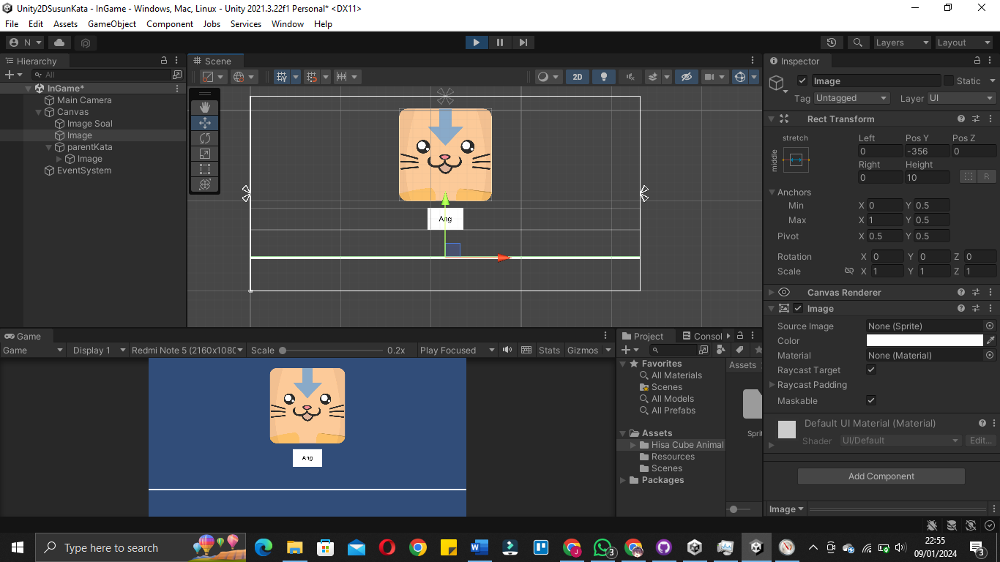 Unity2DSusunKata - InGame - Windows, Mac, Linux - Unity 2021.3.22f1 Personal* <DX11>
File Edit Assets GameObject Component Jobs Services Window Help
N Layers Layout
Hierarchy
All
InGame*
Main Camera
Canvas
Image Soal
Image
parentKata
Image
EventSystem
Scene
2D
Ang
Inspector
Image Static
Tag Untagged Layer UI
Rect Transform
stretch Left Pos Y Pos Z
middle 0 -356 0
Right Height
0 10 R
Anchors
Min X 0 Y 0.5
Max X 1 Y 0.5
Pivot X 0.5 Y 0.5
Rotation X 0 Y 0 Z 0
Scale X 1 Y 1 Z 1
Canvas Renderer
Image
Source Image None (Sprite)
Color
Material None (Material)
Raycast Target
Raycast Padding
Maskable
Default UI Material (Material)
Shader UI/Default Edit...
Add Component
Image
Game
Game Display 1 Redmi Note 5 (2160x1080 Scale 0.2x Play Focused Stats Gizmos
Ang
Project Consol
Favorites
All Materials
Scenes
All Models
All Prefabs
Assets
Hisa Cube Animal
Resources
Scenes
Packages
Assets
Sprit
Type here to search
3
22:55
09/01/2024
3